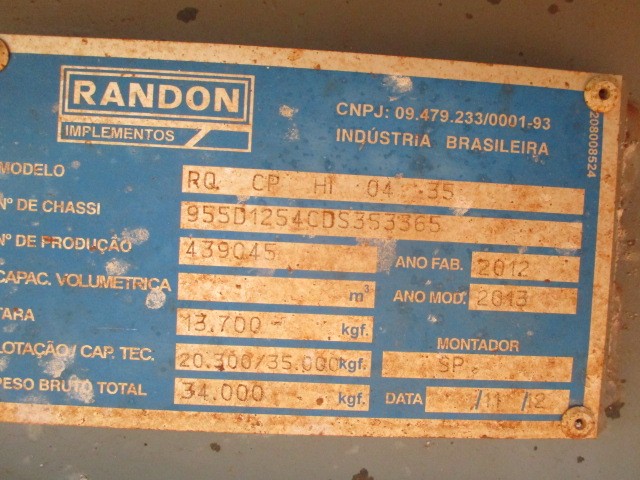 RANDON
IMPLEMENTOS
CNPJ: 09.479.233/0001-93
INDÚSTRIA BRASILEIRA
208008524
MODELO RQ. CP HI 04 35
Nº DE CHASSI 955D1254CDS353365
Nº DE PRODUÇÃO 439045 ANO FAB. 2012
CAPAC. VOLUMÉTRICA m³ ANO MOD. 2013
TARA 13.700 kgf. MONTADOR
LOTAÇÃO / CAP. TEC. 20.300/35.000 kgf. SP
PESO BRUTO TOTAL 34.000 kgf. DATA /11 /12